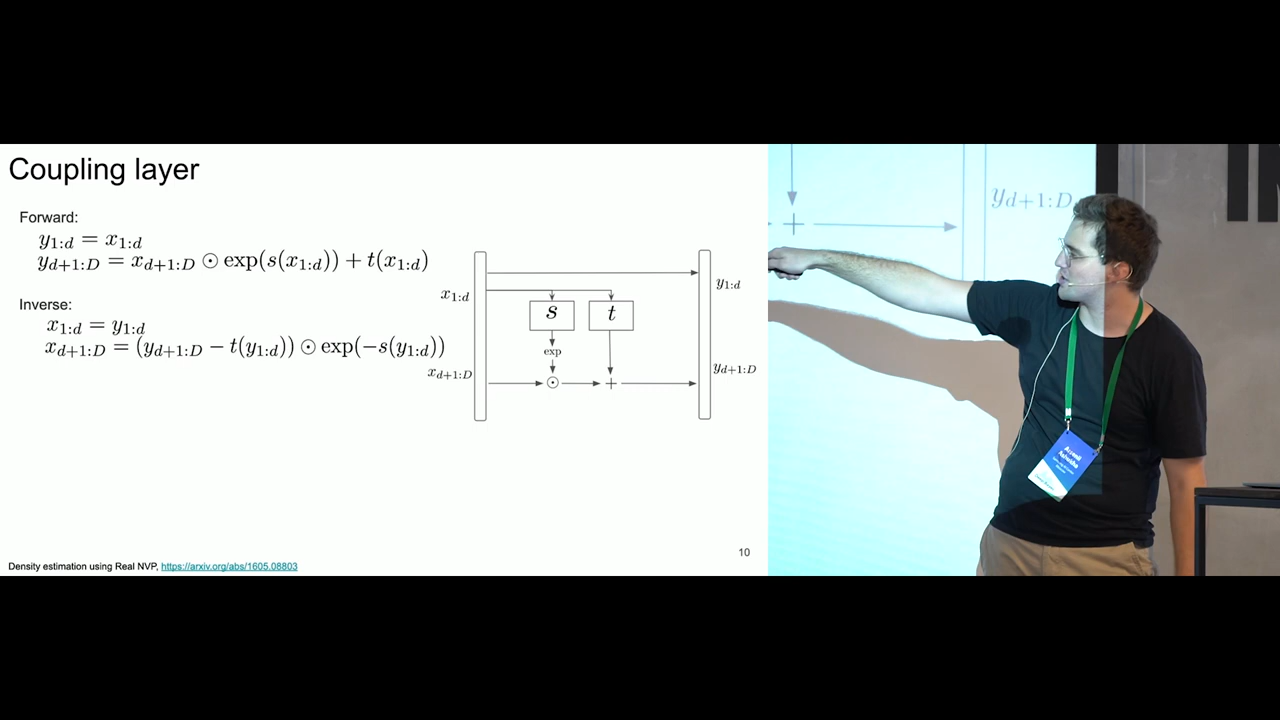 Coupling layer
Forward:
y_{1:d} = x_{1:d}
y_{d+1:D} = x_{d+1:D} ⊙ exp(s(x_{1:d})) + t(x_{1:d})
Inverse:
x_{1:d} = y_{1:d}
x_{d+1:D} = (y_{d+1:D} − t(y_{1:d})) ⊙ exp(−s(y_{1:d}))
x_{1:d}
y_{1:d}
s
t
exp
x_{d+1:D}
⊙
+
y_{d+1:D}
10
Density estimation using Real NVP, https://arxiv.org/abs/1605.08803
+
y_{d+1:D}